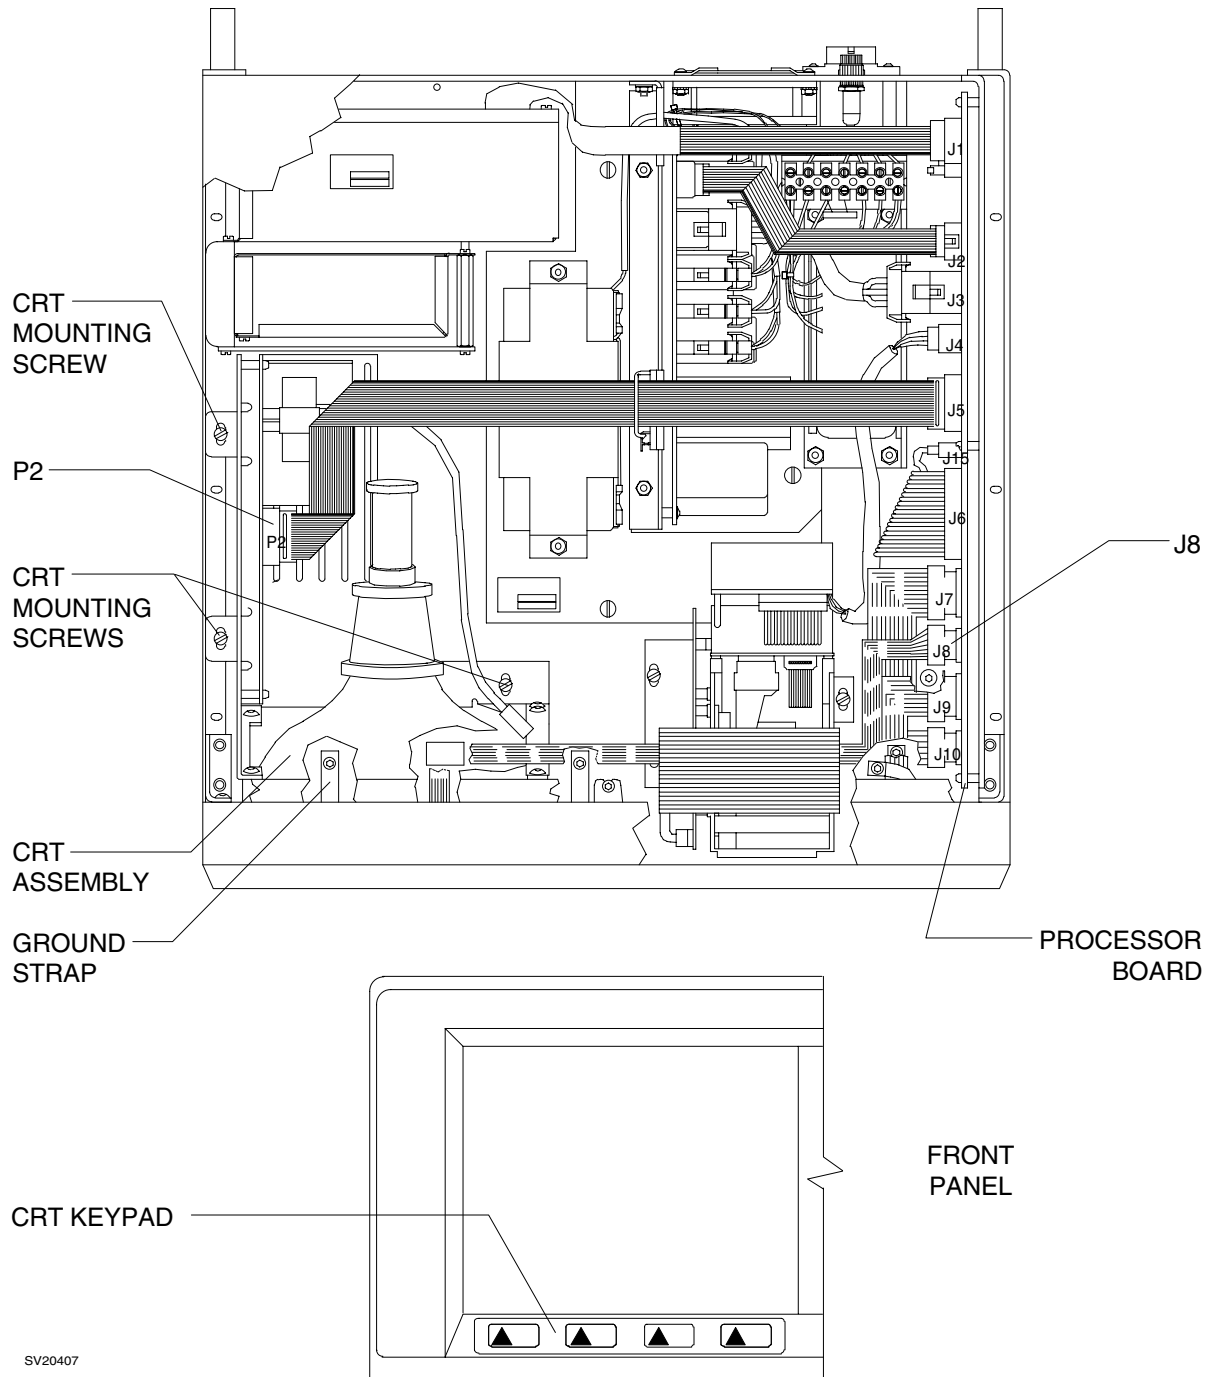 J1
J2
J3
J4
J5
J15
J6
J7
J8
J9
J10
CRT
MOUNTING
SCREW
P2
P2
CRT
MOUNTING
SCREWS
J8
CRT
ASSEMBLY
GROUND
STRAP
PROCESSOR
BOARD
FRONT
PANEL
CRT KEYPAD
SV20407